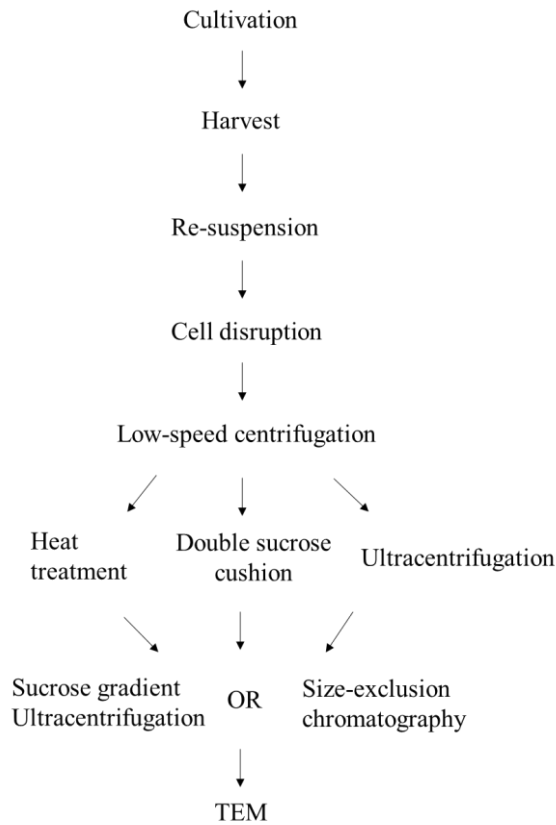 Cultivation
Harvest
Re-suspension
Cell disruption
Low-speed centrifugation
Heat
treatment
Double sucrose
cushion
Ultracentrifugation
Sucrose gradient
Ultracentrifugation
OR
Size-exclusion
chromatography
TEM